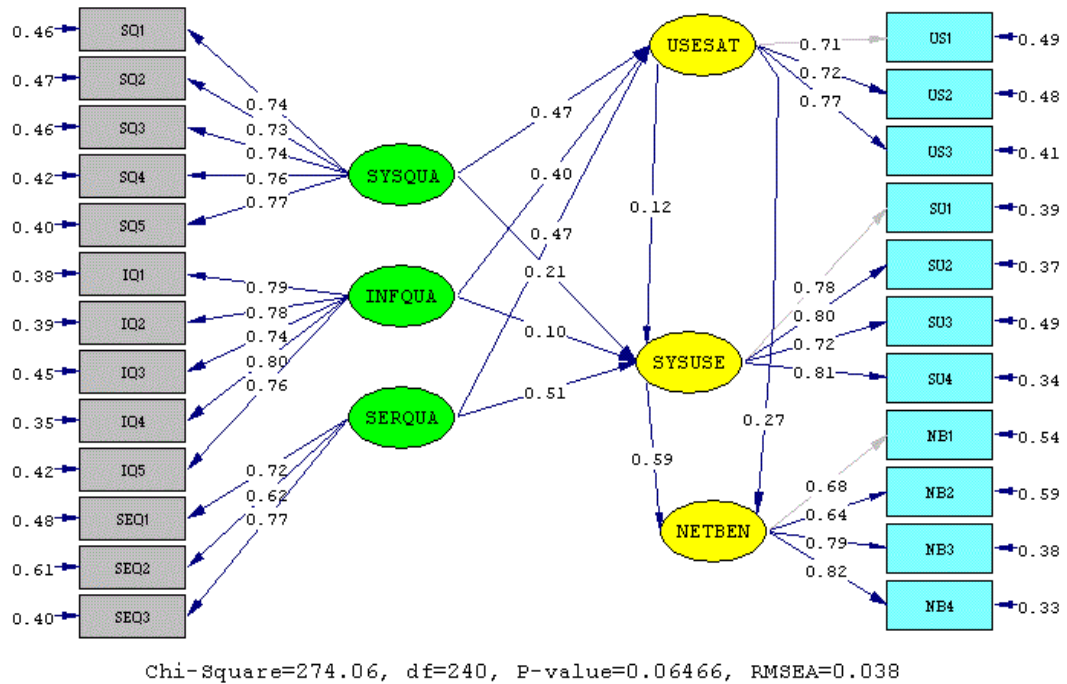 0.46 SQ1
0.47 SQ2
0.46 SQ3
0.42 SQ4
0.40 SQ5
0.38 IQ1
0.39 IQ2
0.45 IQ3
0.35 IQ4
0.42 IQ5
0.48 SEQ1
0.61 SEQ2
0.40 SEQ3
0.74
0.73
0.74
0.76
0.77
0.79
0.78
0.74
0.80
0.76
0.72
0.62
0.77
SYSQUA
INFQUA
SERQUA
0.47
0.40
0.47
0.21
0.10
0.51
USESAT
0.12
SYSUSE
0.27
0.59
NETBEN
0.71
0.72
0.77
0.78
0.80
0.72
0.81
0.68
0.64
0.79
0.82
US1 0.49
US2 0.48
US3 0.41
SU1 0.39
SU2 0.37
SU3 0.49
SU4 0.34
NB1 0.54
NB2 0.59
NB3 0.38
NB4 0.33
Chi-Square=274.06, df=240, P-value=0.06466, RMSEA=0.038